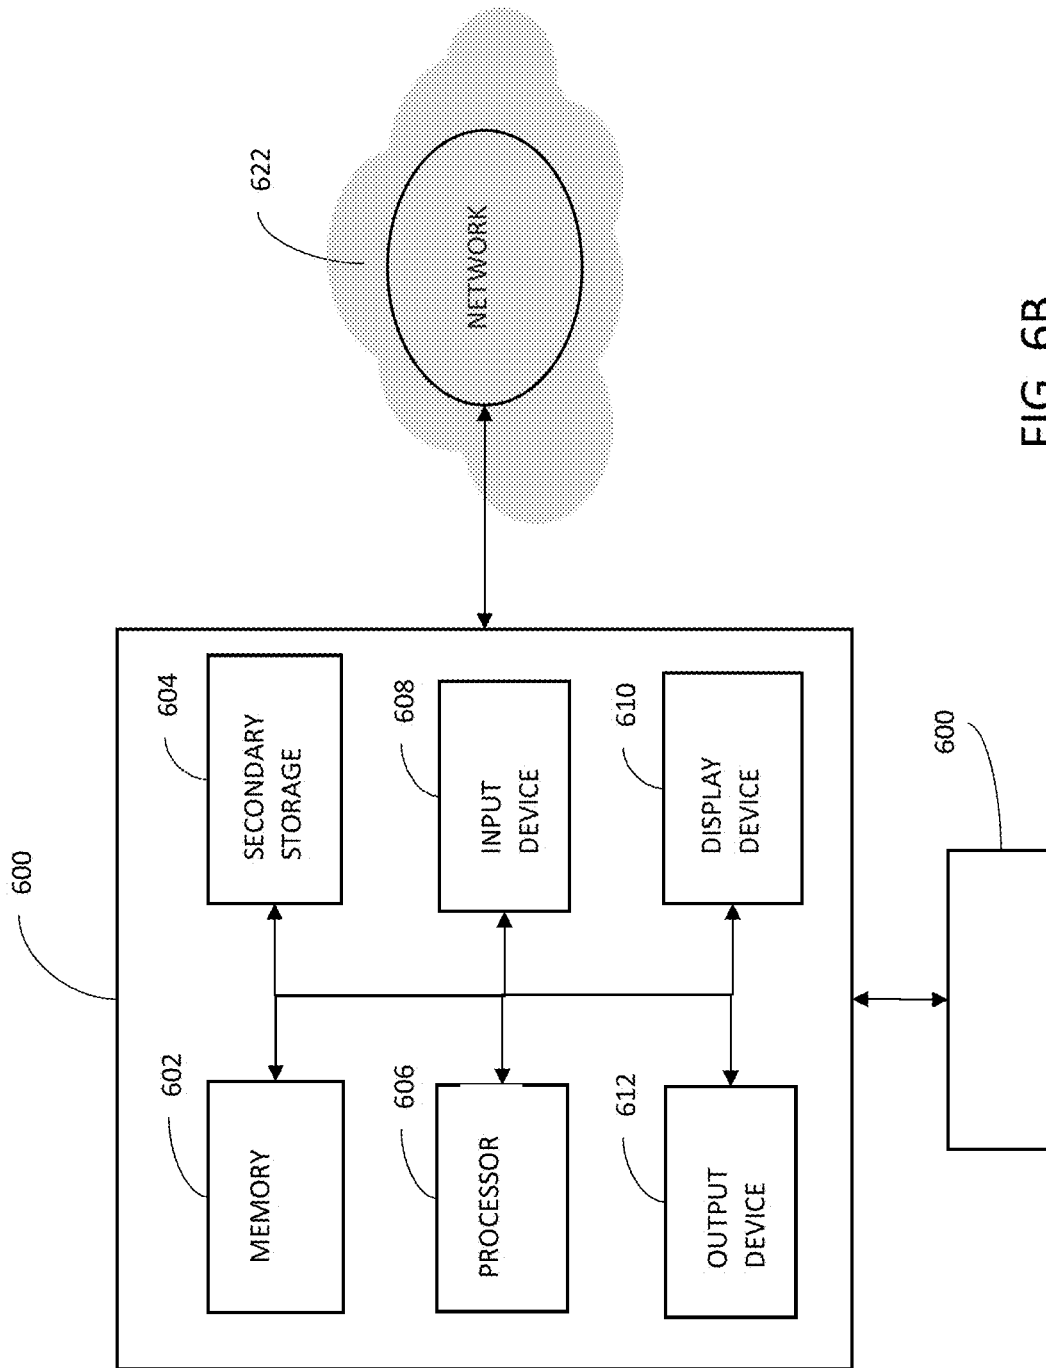 600
602
604
622
MEMORY
SECONDARY
STORAGE
606
608
PROCESSOR
INPUT
DEVICE
NETWORK
612
610
OUTPUT
DEVICE
DISPLAY
DEVICE
600
FIG 6B